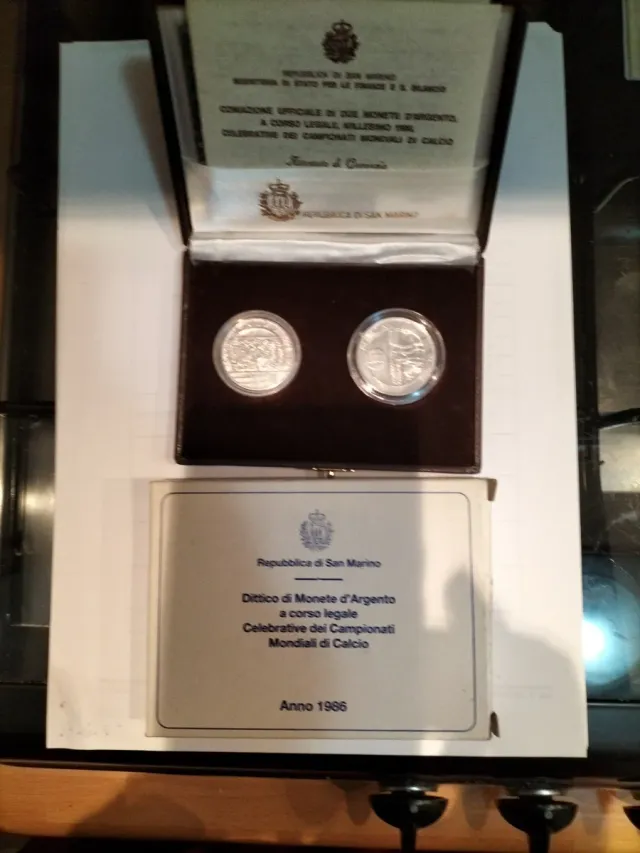 REPUBBLICA DI SAN MARINO
SEGRETERIA DI STATO PER LE FINANZE E IL BILANCIO
CONIAZIONE UFFICIALE DI DUE MONETE D'ARGENTO,
A CORSO LEGALE, MILLESIMO 1986,
CELEBRATIVE DEI CAMPIONATI MONDIALI DI CALCIO
REPUBBLICA DI SAN MARINO
Repubblica di San Marino
Dittico di Monete d'Argento
a corso legale
Celebrative dei Campionati
Mondiali di Calcio
Anno 1986